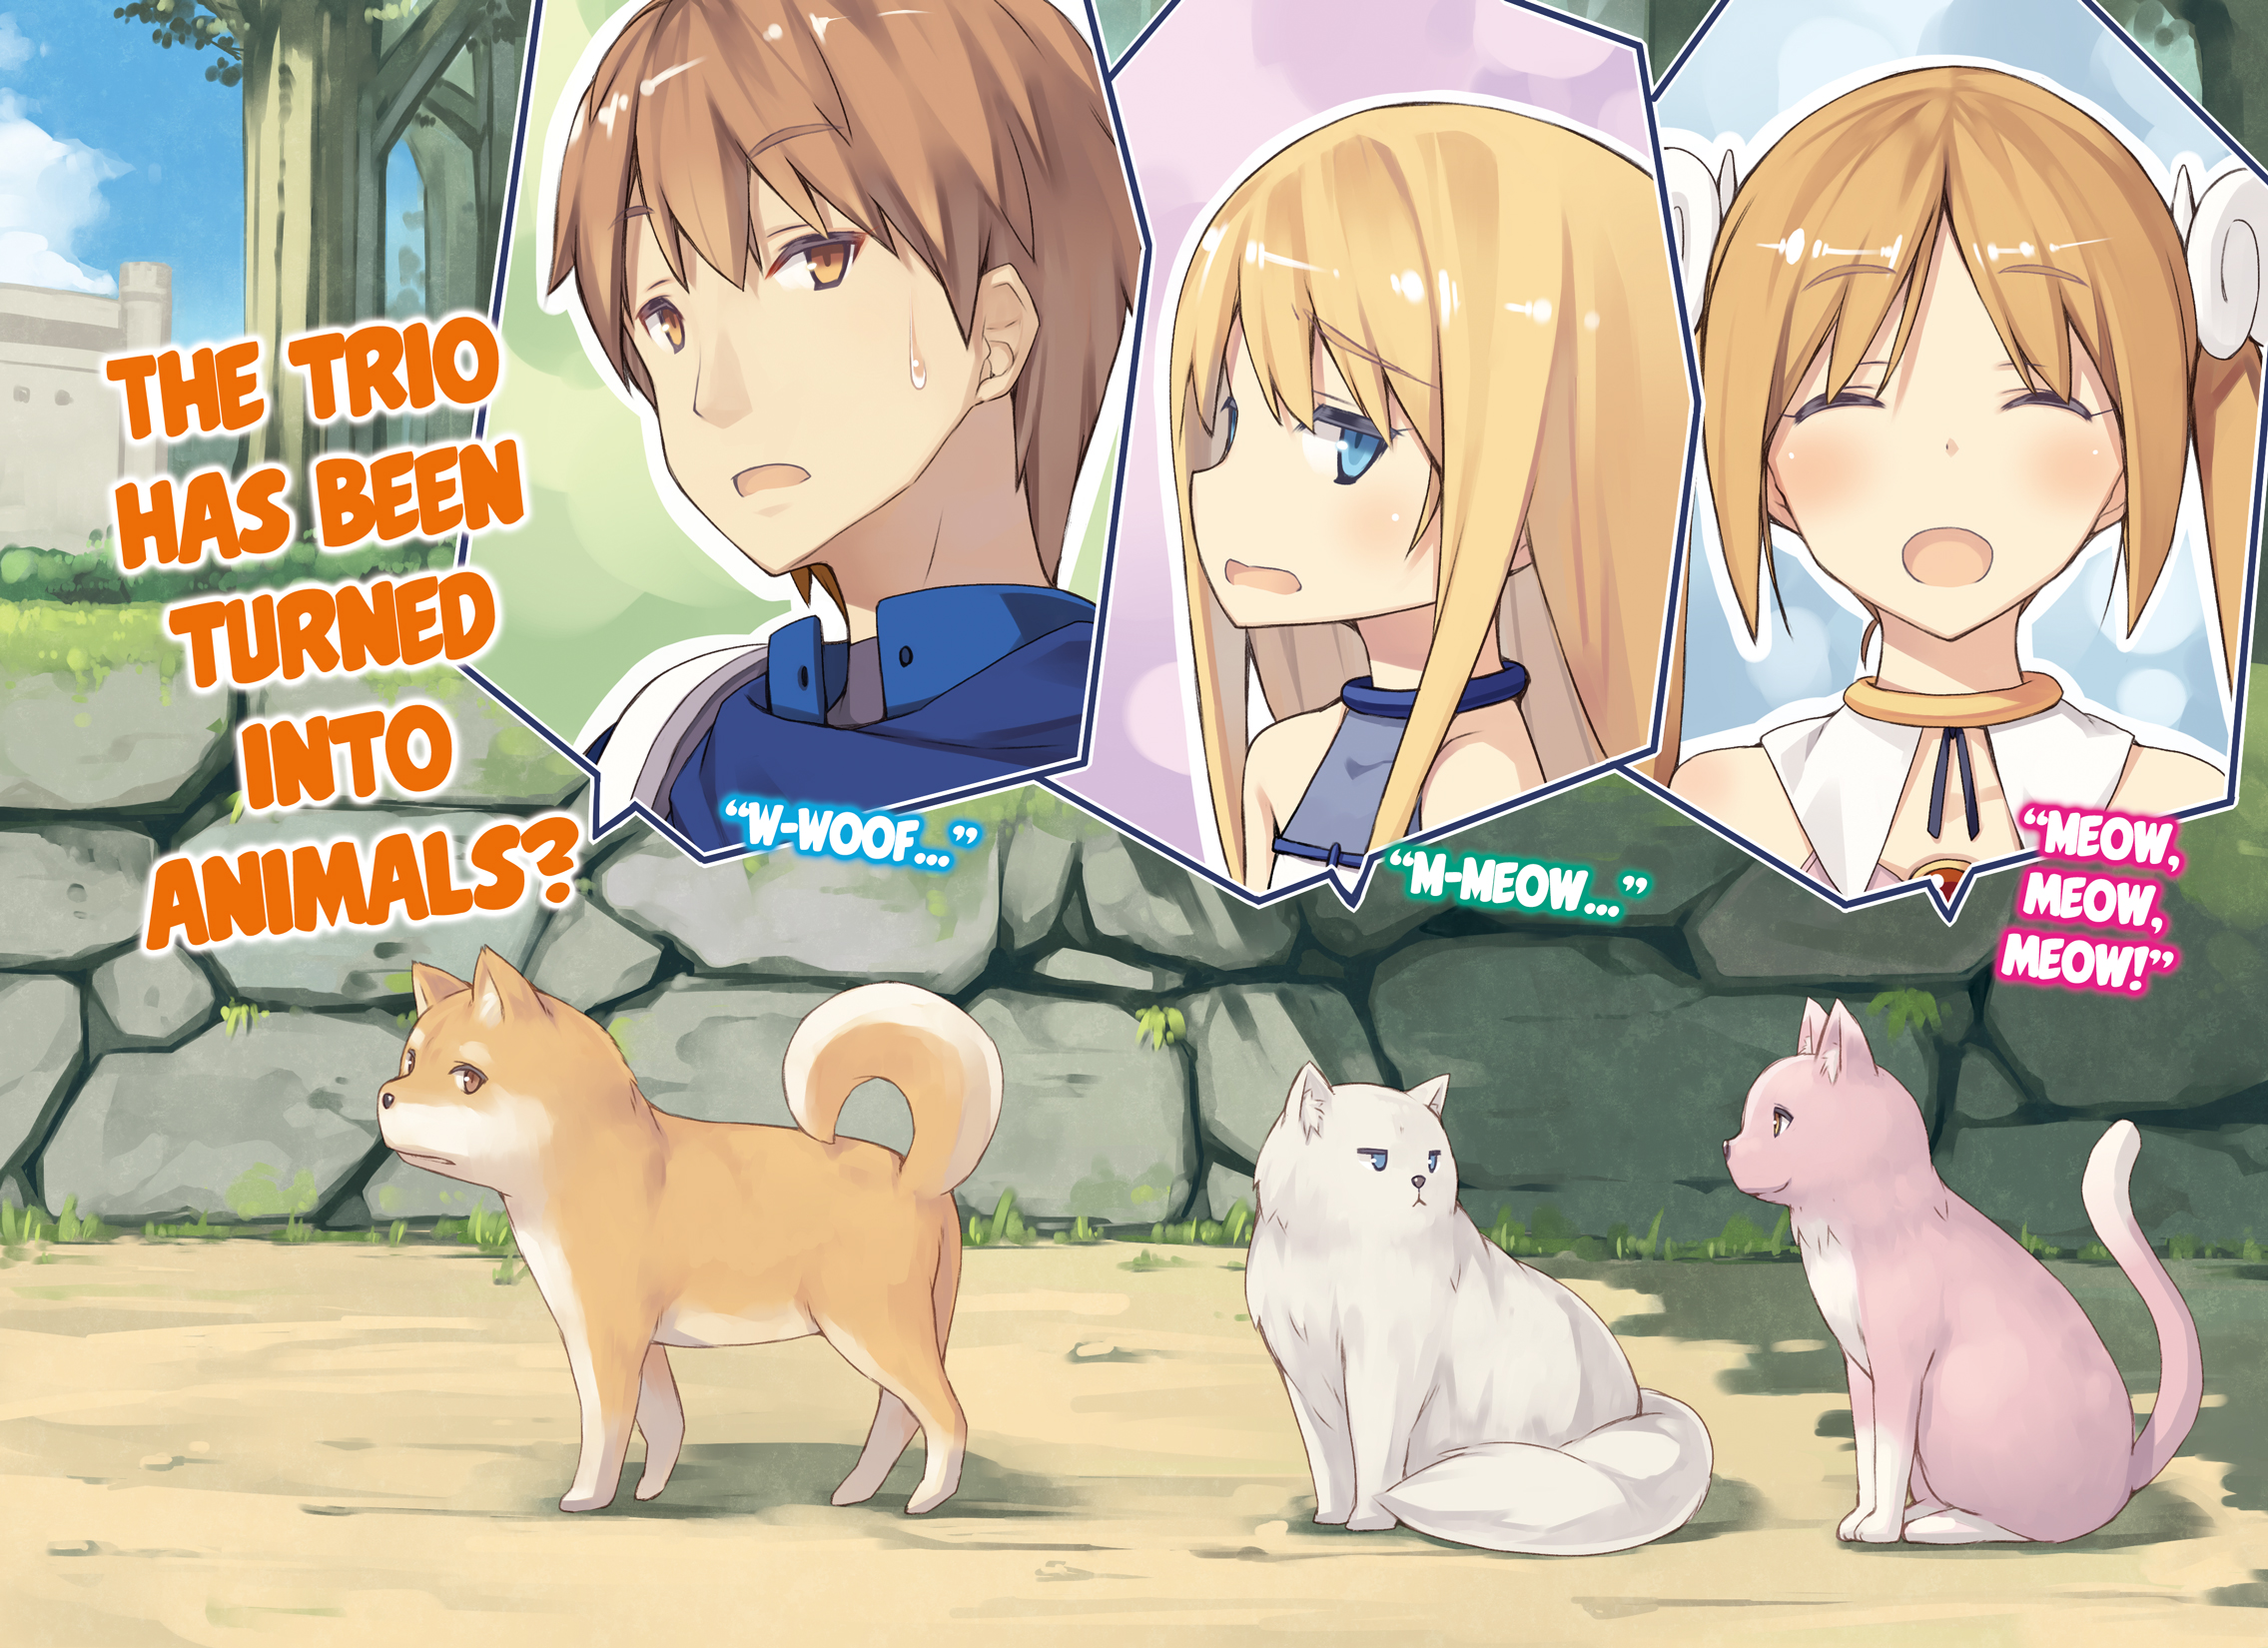 THE TRIO
HAS BEEN
TURNED
INTO
ANIMALS?
“W-WOOF...”
“M-MEOW...”
“MEOW,
MEOW,
MEOW!”